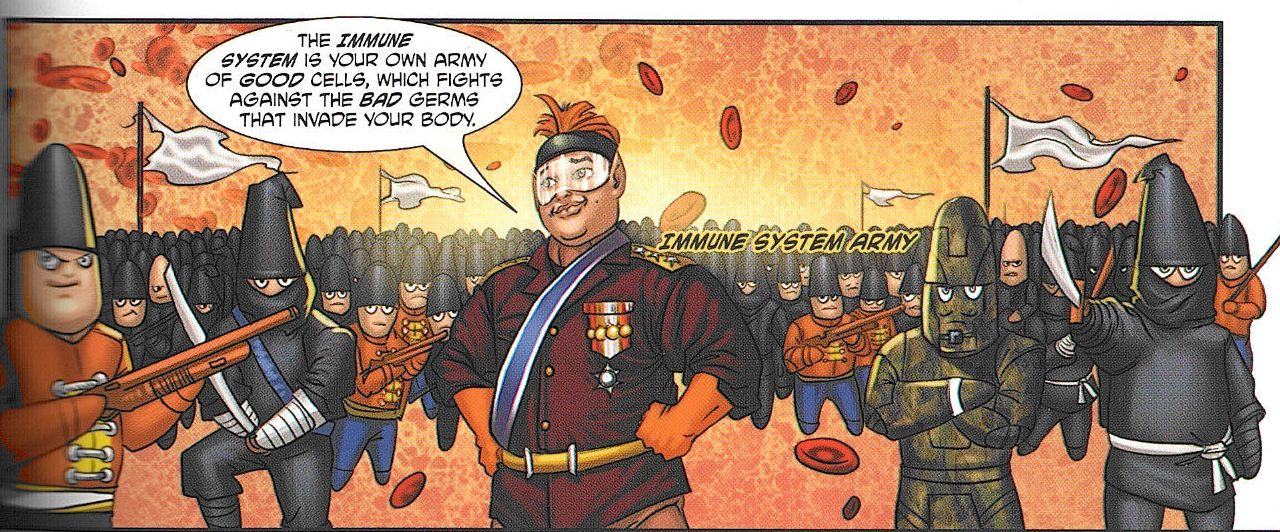 THE IMMUNE
SYSTEM IS YOUR OWN ARMY
OF GOOD CELLS, WHICH FIGHTS
AGAINST THE BAD GERMS
THAT INVADE YOUR BODY.
IMMUNE SYSTEM ARMY